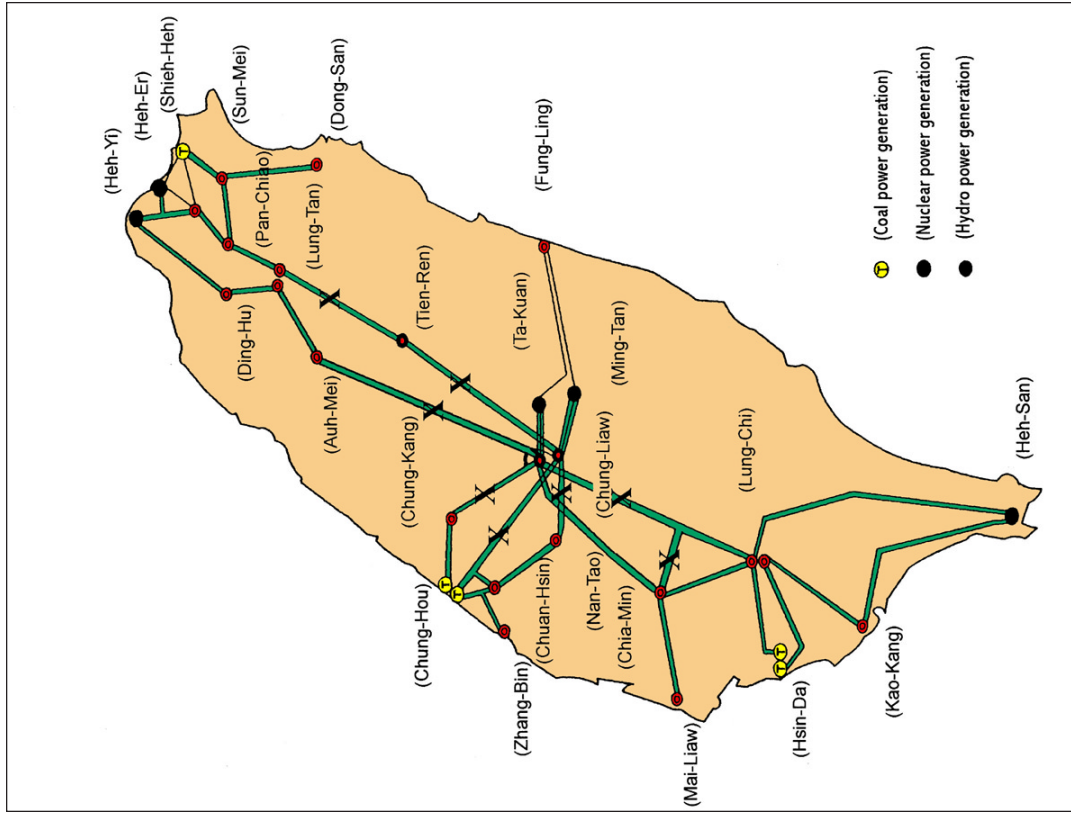 (Heh-Yi)
(Heh-Er)
(Shieh-Heh)
(Sun-Mei)
(Dong-San)
(Pan-Chiao)
(Lung-Tan)
(Ding-Hu)
(Tien-Ren)
(Auh-Mei)
(Fung-Ling)
(Ta-Kuan)
(Ming-Tan)
(Chung-Kang)
(Chung-Liaw)
(Chung-Hou)
(Chuan-Hsin)
(Zhang-Bin)
(Nan-Tao)
(Chia-Min)
(Lung-Chi)
(Mai-Liaw)
(Hsin-Da)
(Kao-Kang)
(Heh-San)
T
T
T
T
T
X
X
X
X
X
X
X
X
T (Coal power generation)
(Nuclear power generation)
(Hydro power generation)